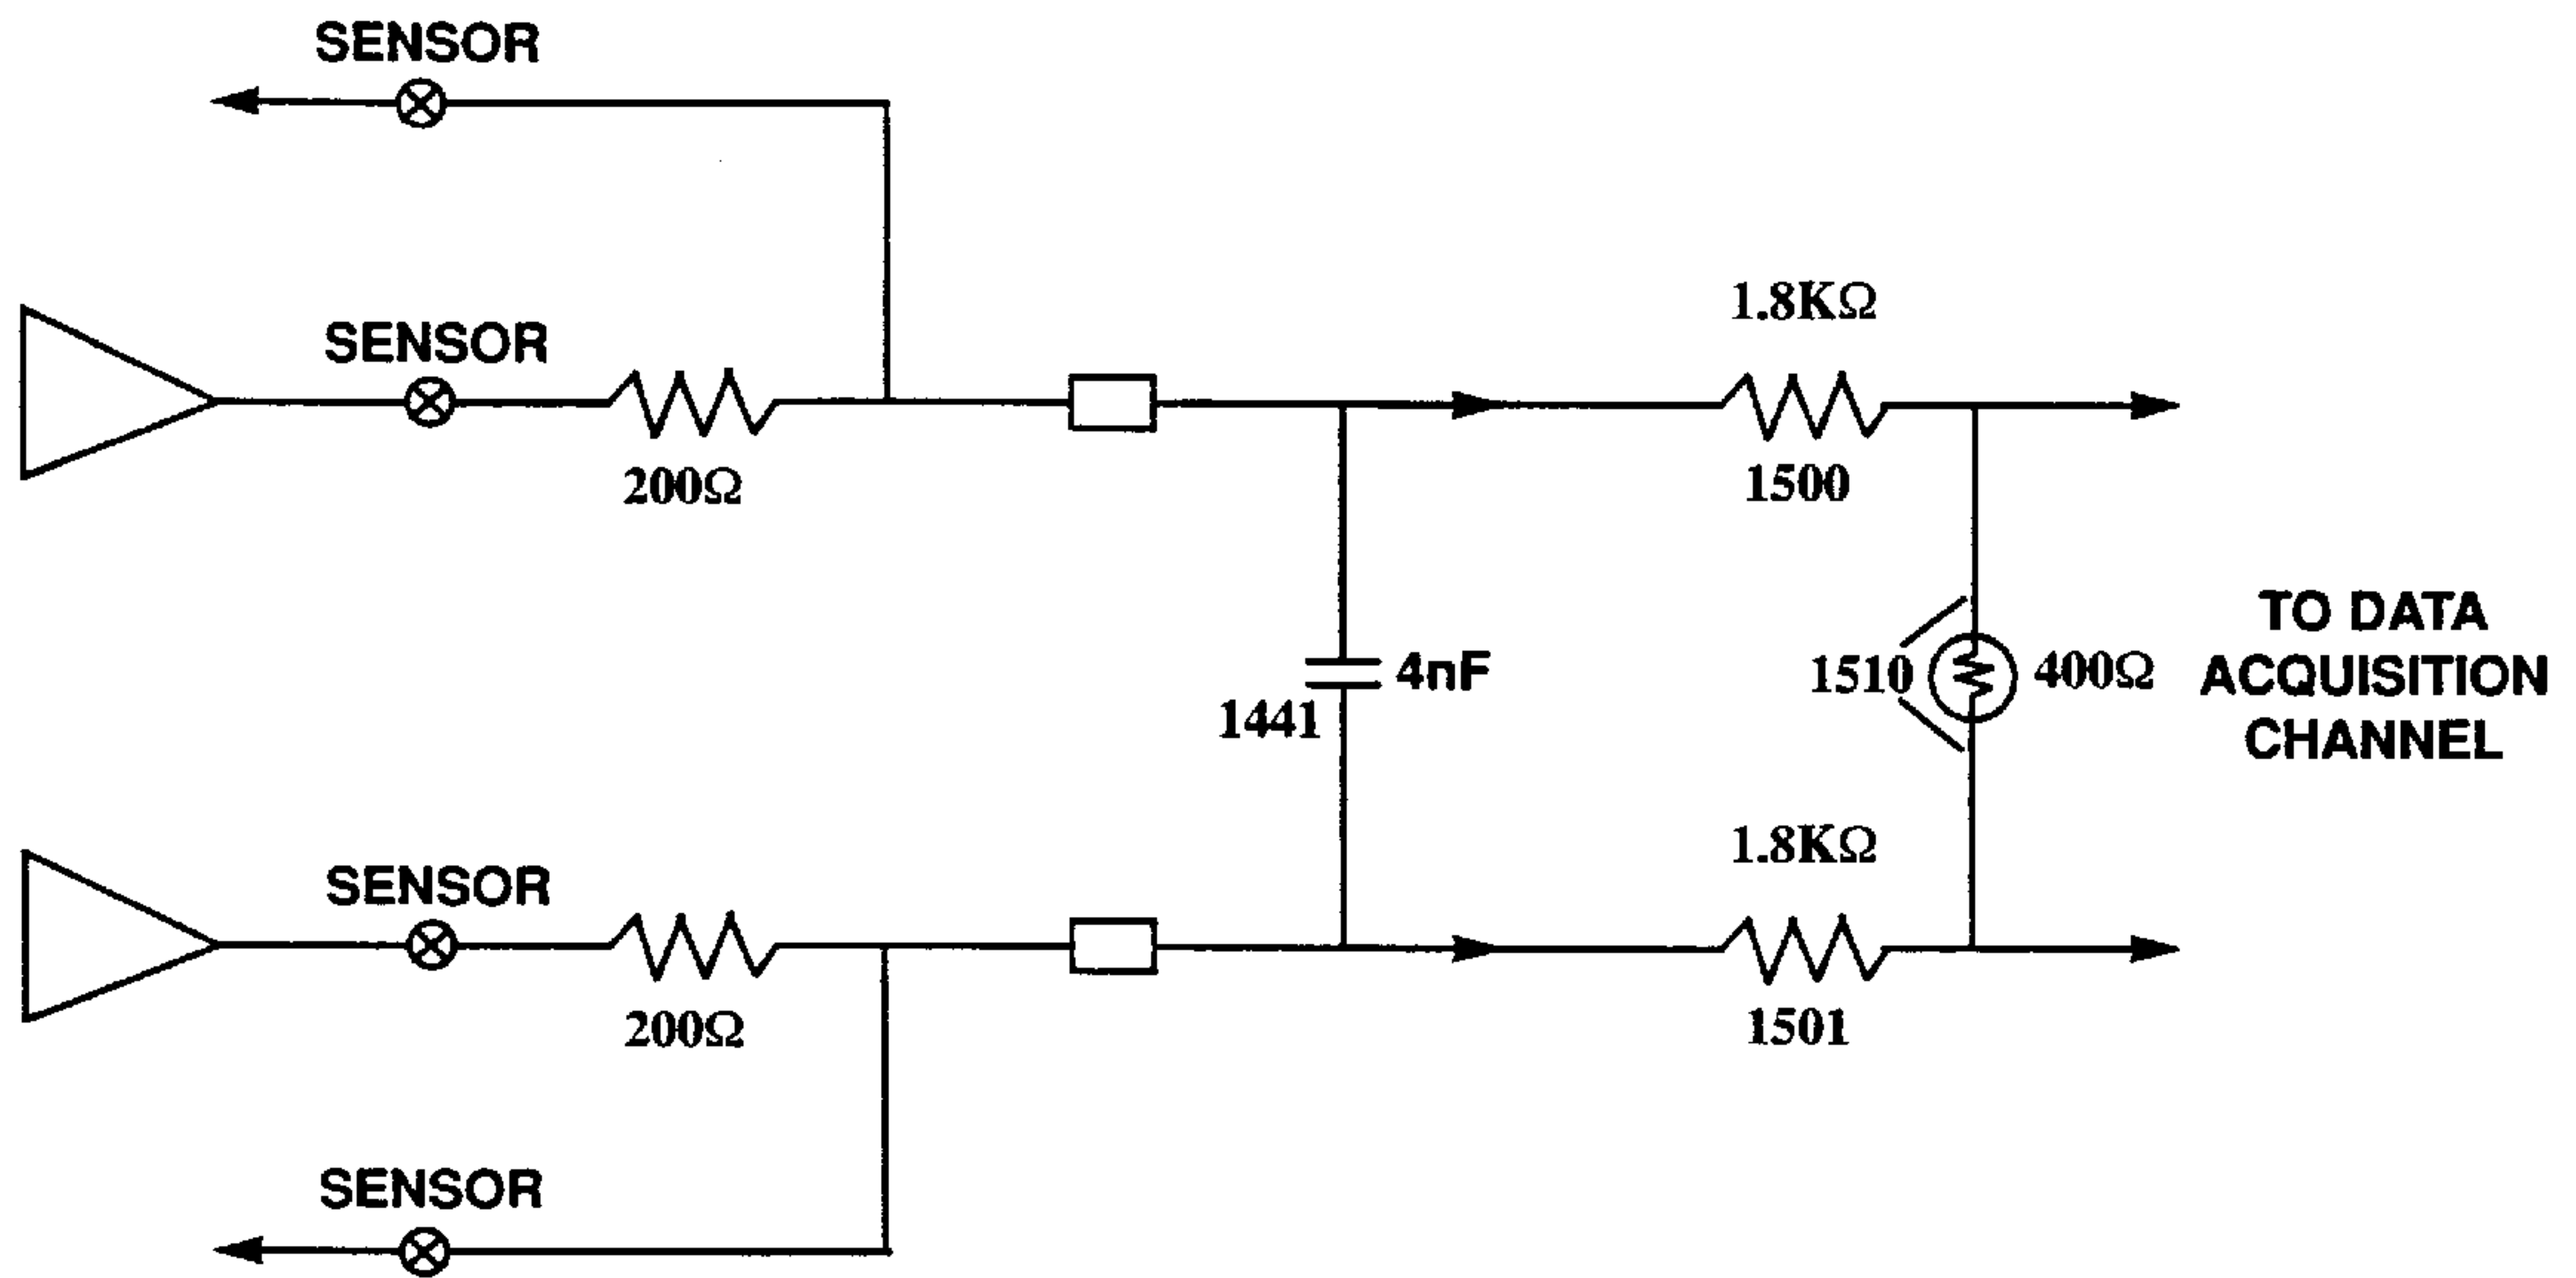 SENSOR
SENSOR
200Ω
1.8KΩ
1500
4nF
1441
1510
400Ω
TO DATA
ACQUISITION
CHANNEL
SENSOR
200Ω
1.8KΩ
1501
SENSOR